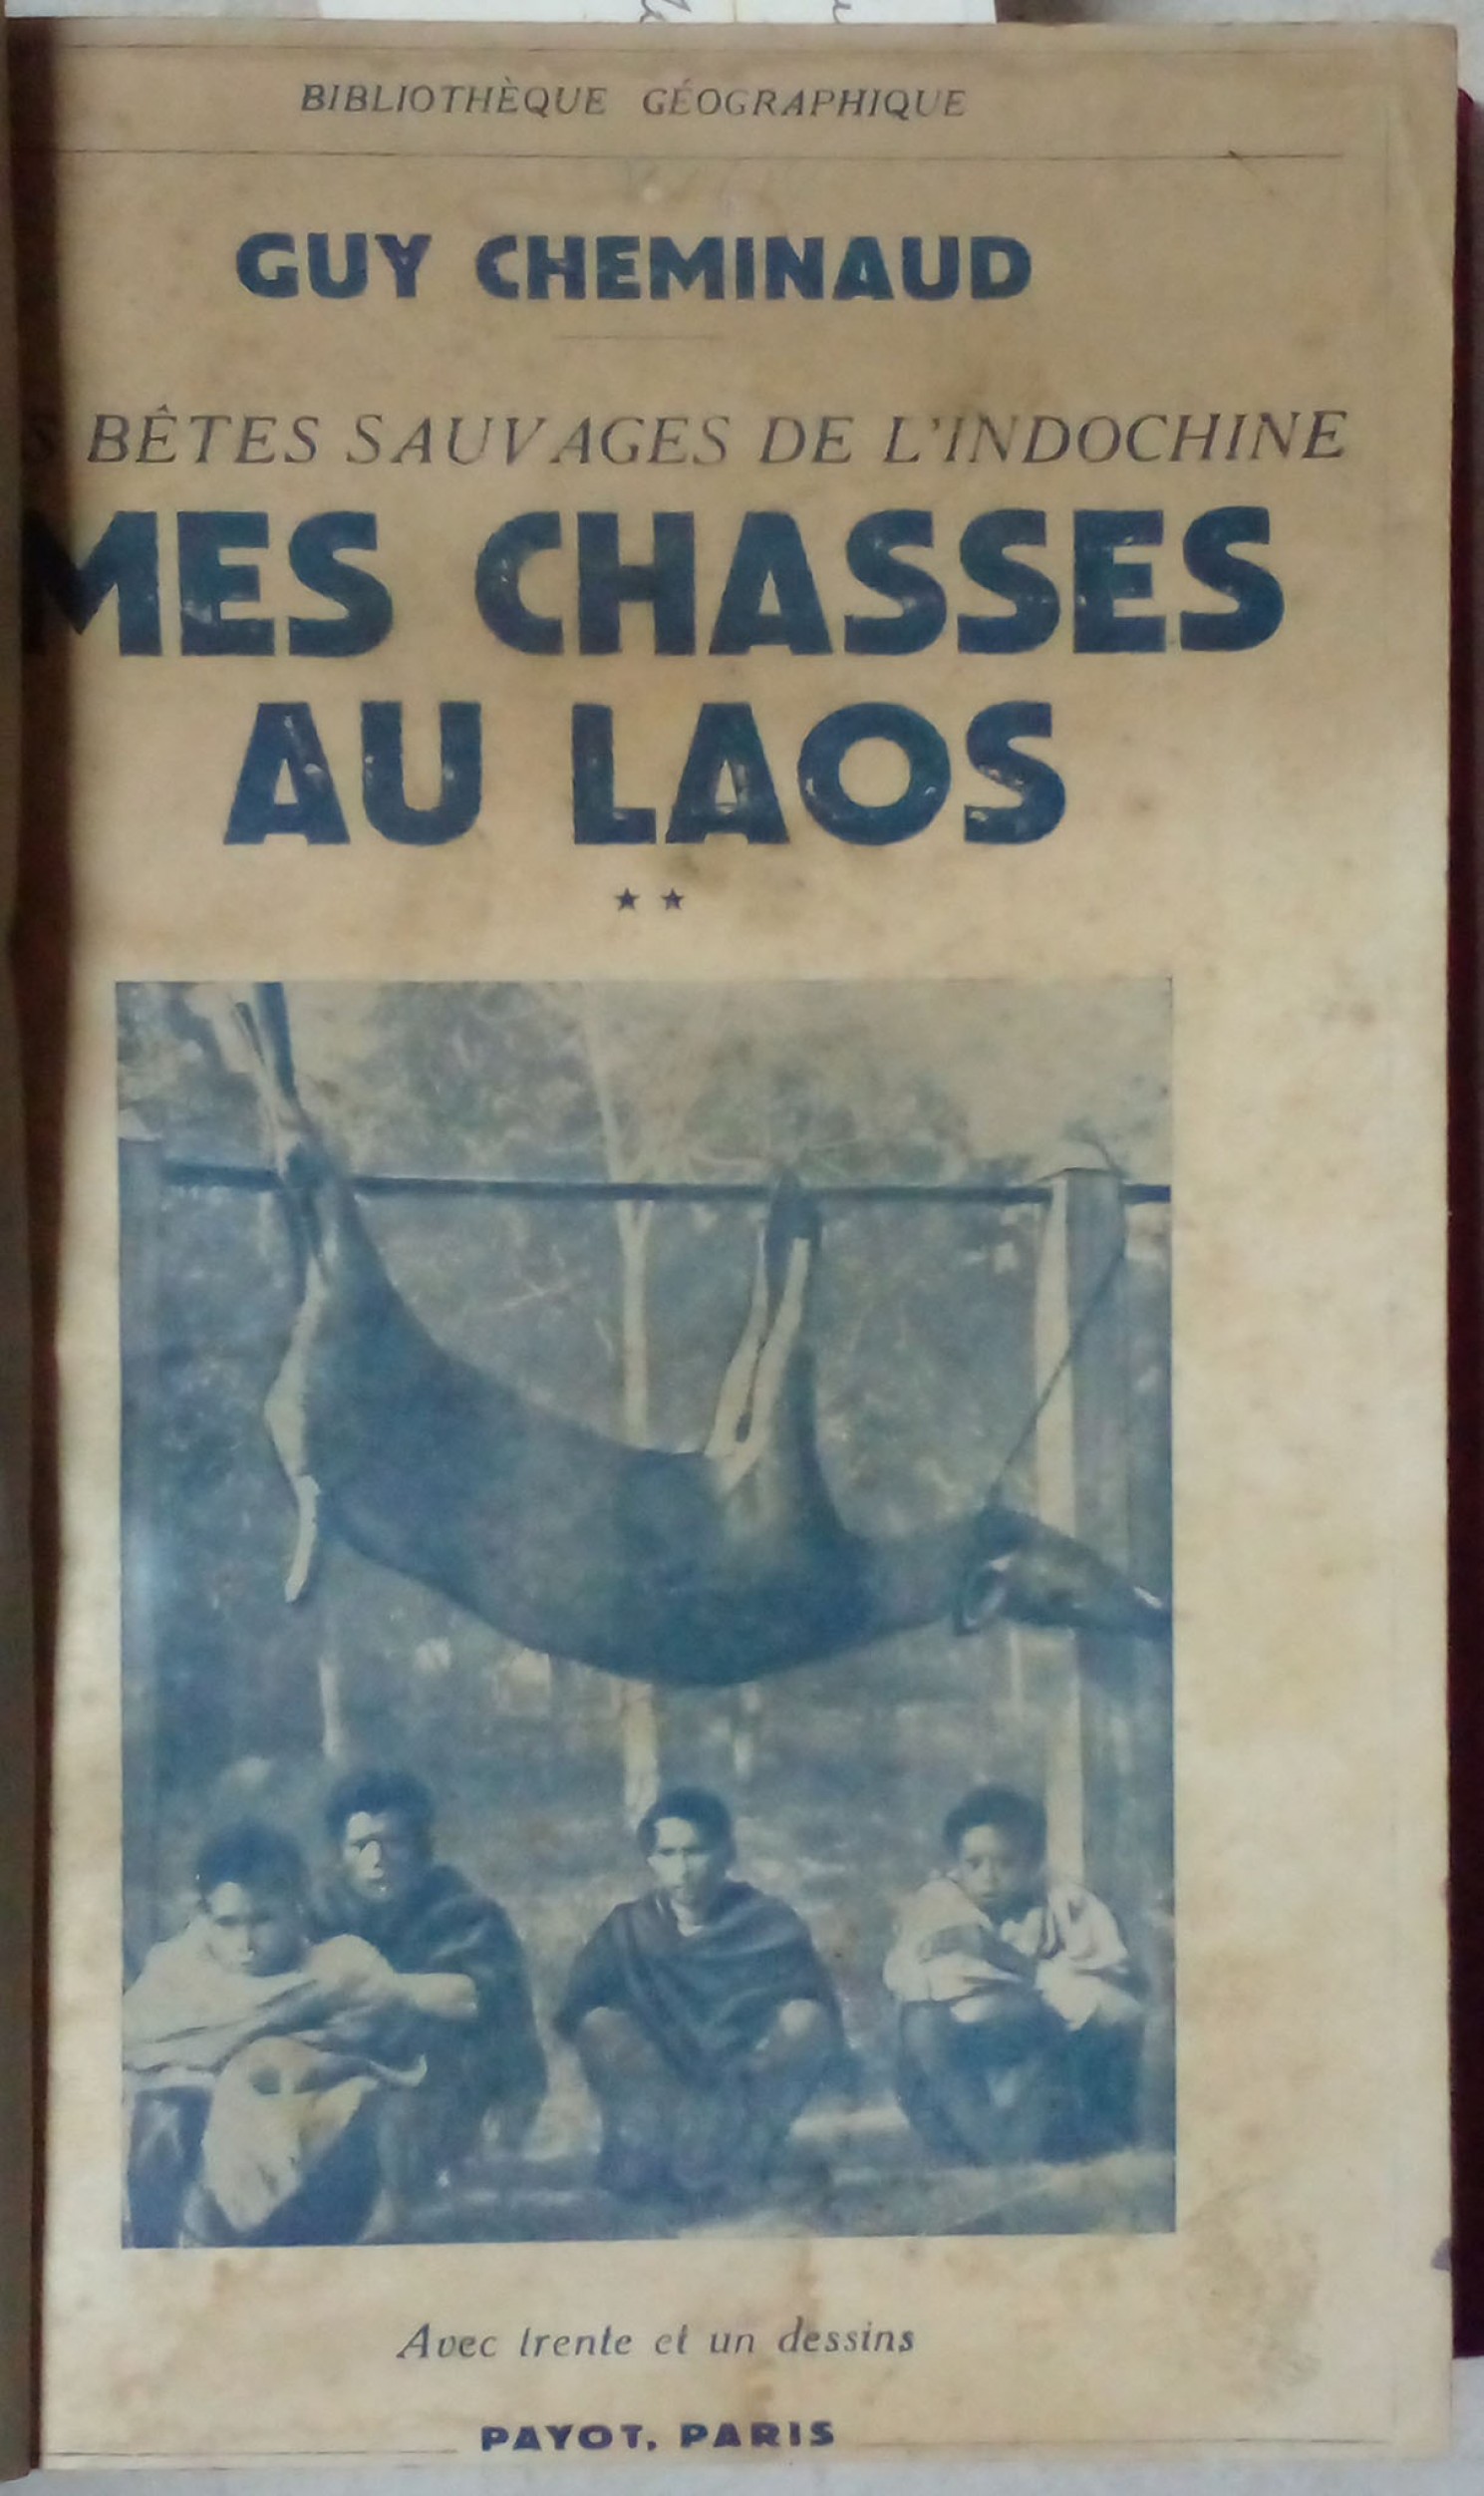 BIBLIOTHÈQUE GÉOGRAPHIQUE
GUY CHEMINAUD
S BÊTES SAUVAGES DE L'INDOCHINE
MES CHASSES
AU LAOS
★ ★
Avec trente et un dessins
PAYOT, PARIS